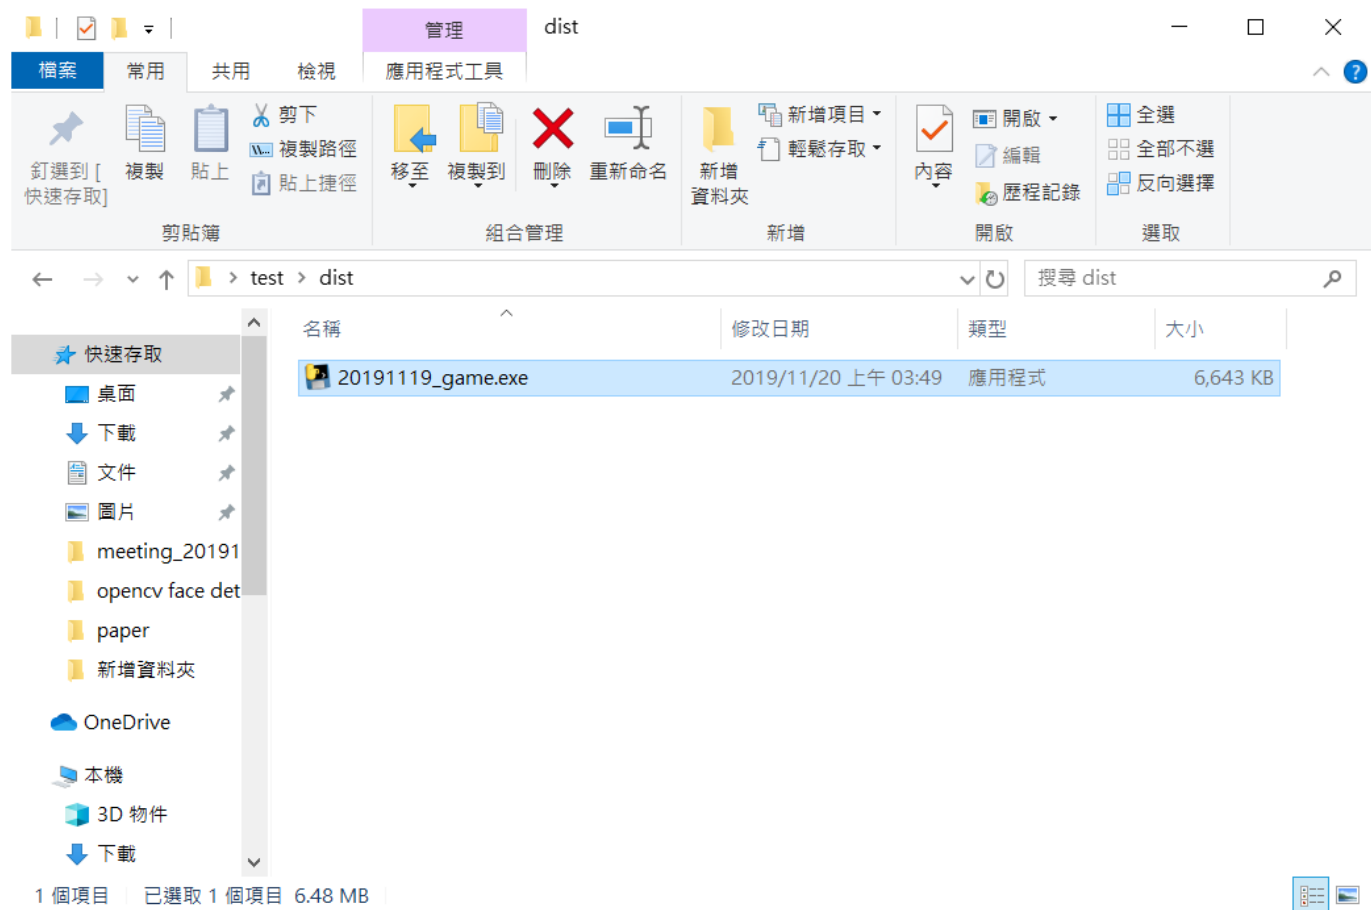 管理
dist
檔案
常用
共用
檢視
應用程式工具
釘選到 [
快速存取]
複製
貼上
剪下
複製路徑
貼上捷徑
剪貼簿
移至
複製到
刪除
重新命名
組合管理
新增
資料夾
新增項目
輕鬆存取
新增
內容
開啟
編輯
歷程記錄
開啟
全選
全部不選
反向選擇
選取
test
dist
搜尋 dist
名稱
修改日期
類型
大小
20191119_game.exe 2019/11/20 上午 03:49 應用程式 6,643 KB
快速存取
桌面
下載
文件
圖片
meeting_20191
opencv face det
paper
新增資料夾
OneDrive
本機
3D 物件
下載
1 個項目 已選取 1 個項目 6.48 MB